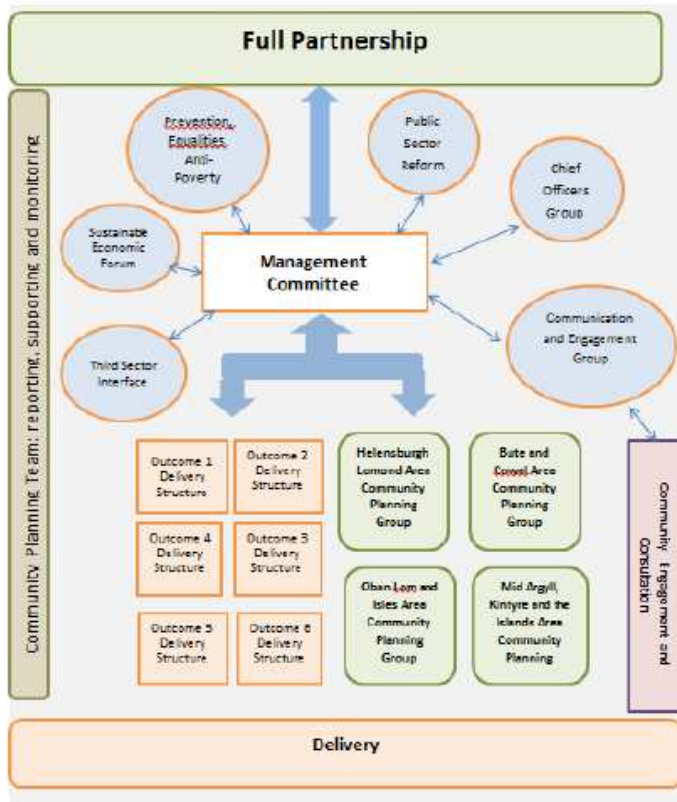 Full Partnership
Community Planning Team: reporting, supporting and monitoring
Prevention,
Equalities
Anti-
Poverty
Public
Sector
Reform
Chief
Officers
Group
Sustainable
Economic
Forum
Management
Committee
Third Sector
Interface
Communication
and Engagement
Group
Outcome 1
Delivery
Structure
Outcome 2
Delivery
Structure
Helensburgh
Lomond Area
Community
Planning
Group
Bute and
Cowal Area
Community
Planning
Group
Community Engagement and
Consultation
Outcome 4
Delivery
Structure
Outcome 3
Delivery
Structure
Oban Lorn and
Isles Area
Community
Planning
Group
Mid Argyll,
Kintyre and the
Islands Area
Community
Planning
Outcome 5
Delivery
Structure
Outcome 6
Delivery
Structure
Delivery